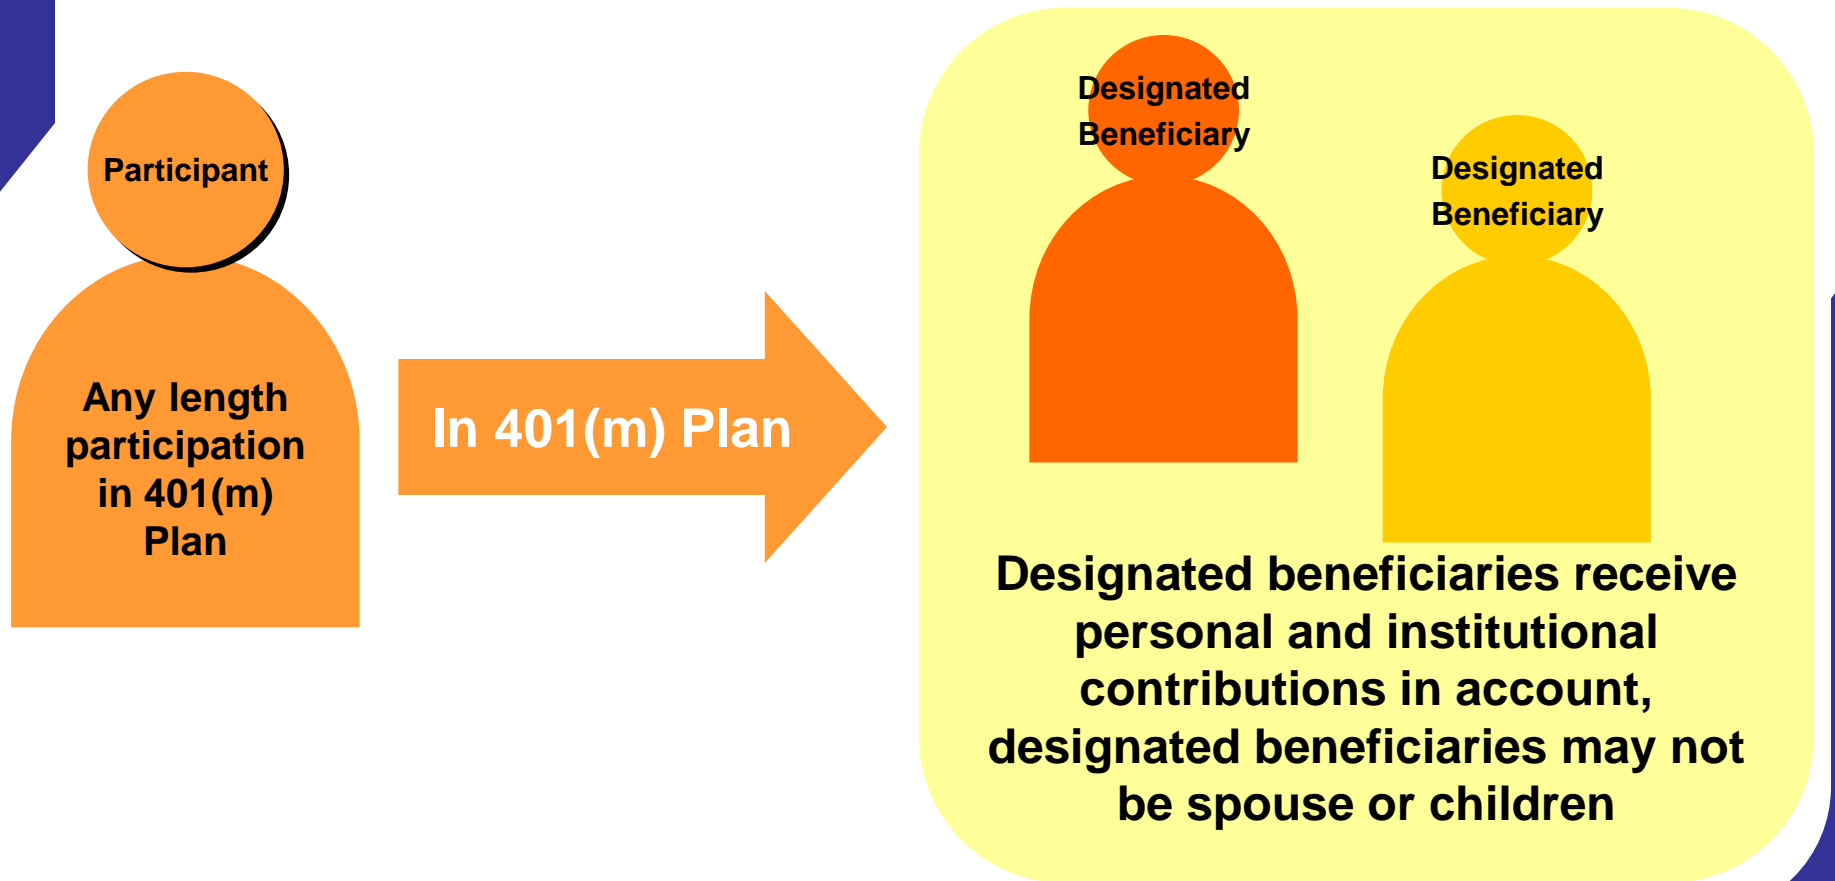 Participant
Any length
participation
in 401(m)
Plan
In 401(m) Plan
Designated
Beneficiary
Designated
Beneficiary
Designated beneficiaries receive
personal and institutional
contributions in account,
designated beneficiaries may not
be spouse or children